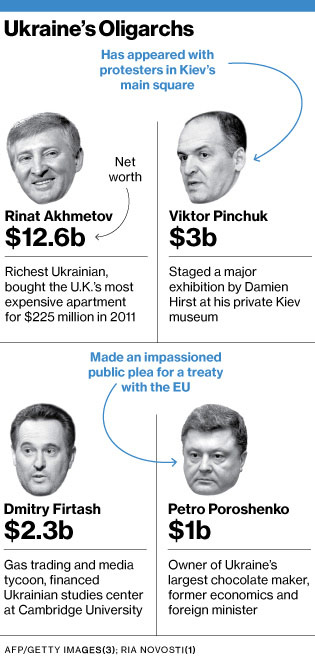 Ukraine's Oligarchs
Has appeared with
protesters in Kiev's
main square
Net
worth
Rinat Akhmetov
$12.6b
Richest Ukrainian,
bought the U.K.'s most
expensive apartment
for $225 million in 2011
Viktor Pinchuk
$3b
Staged a major
exhibition by Damien
Hirst at his private Kiev
museum
Made an impassioned
public plea for a treaty
with the EU
Dmitry Firtash
$2.3b
Gas trading and media
tycoon, financed
Ukrainian studies center
at Cambridge University
Petro Poroshenko
$1b
Owner of Ukraine's
largest chocolate maker,
former economics and
foreign minister
AFP/GETTY IMAGES(3); RIA NOVOSTI(1)